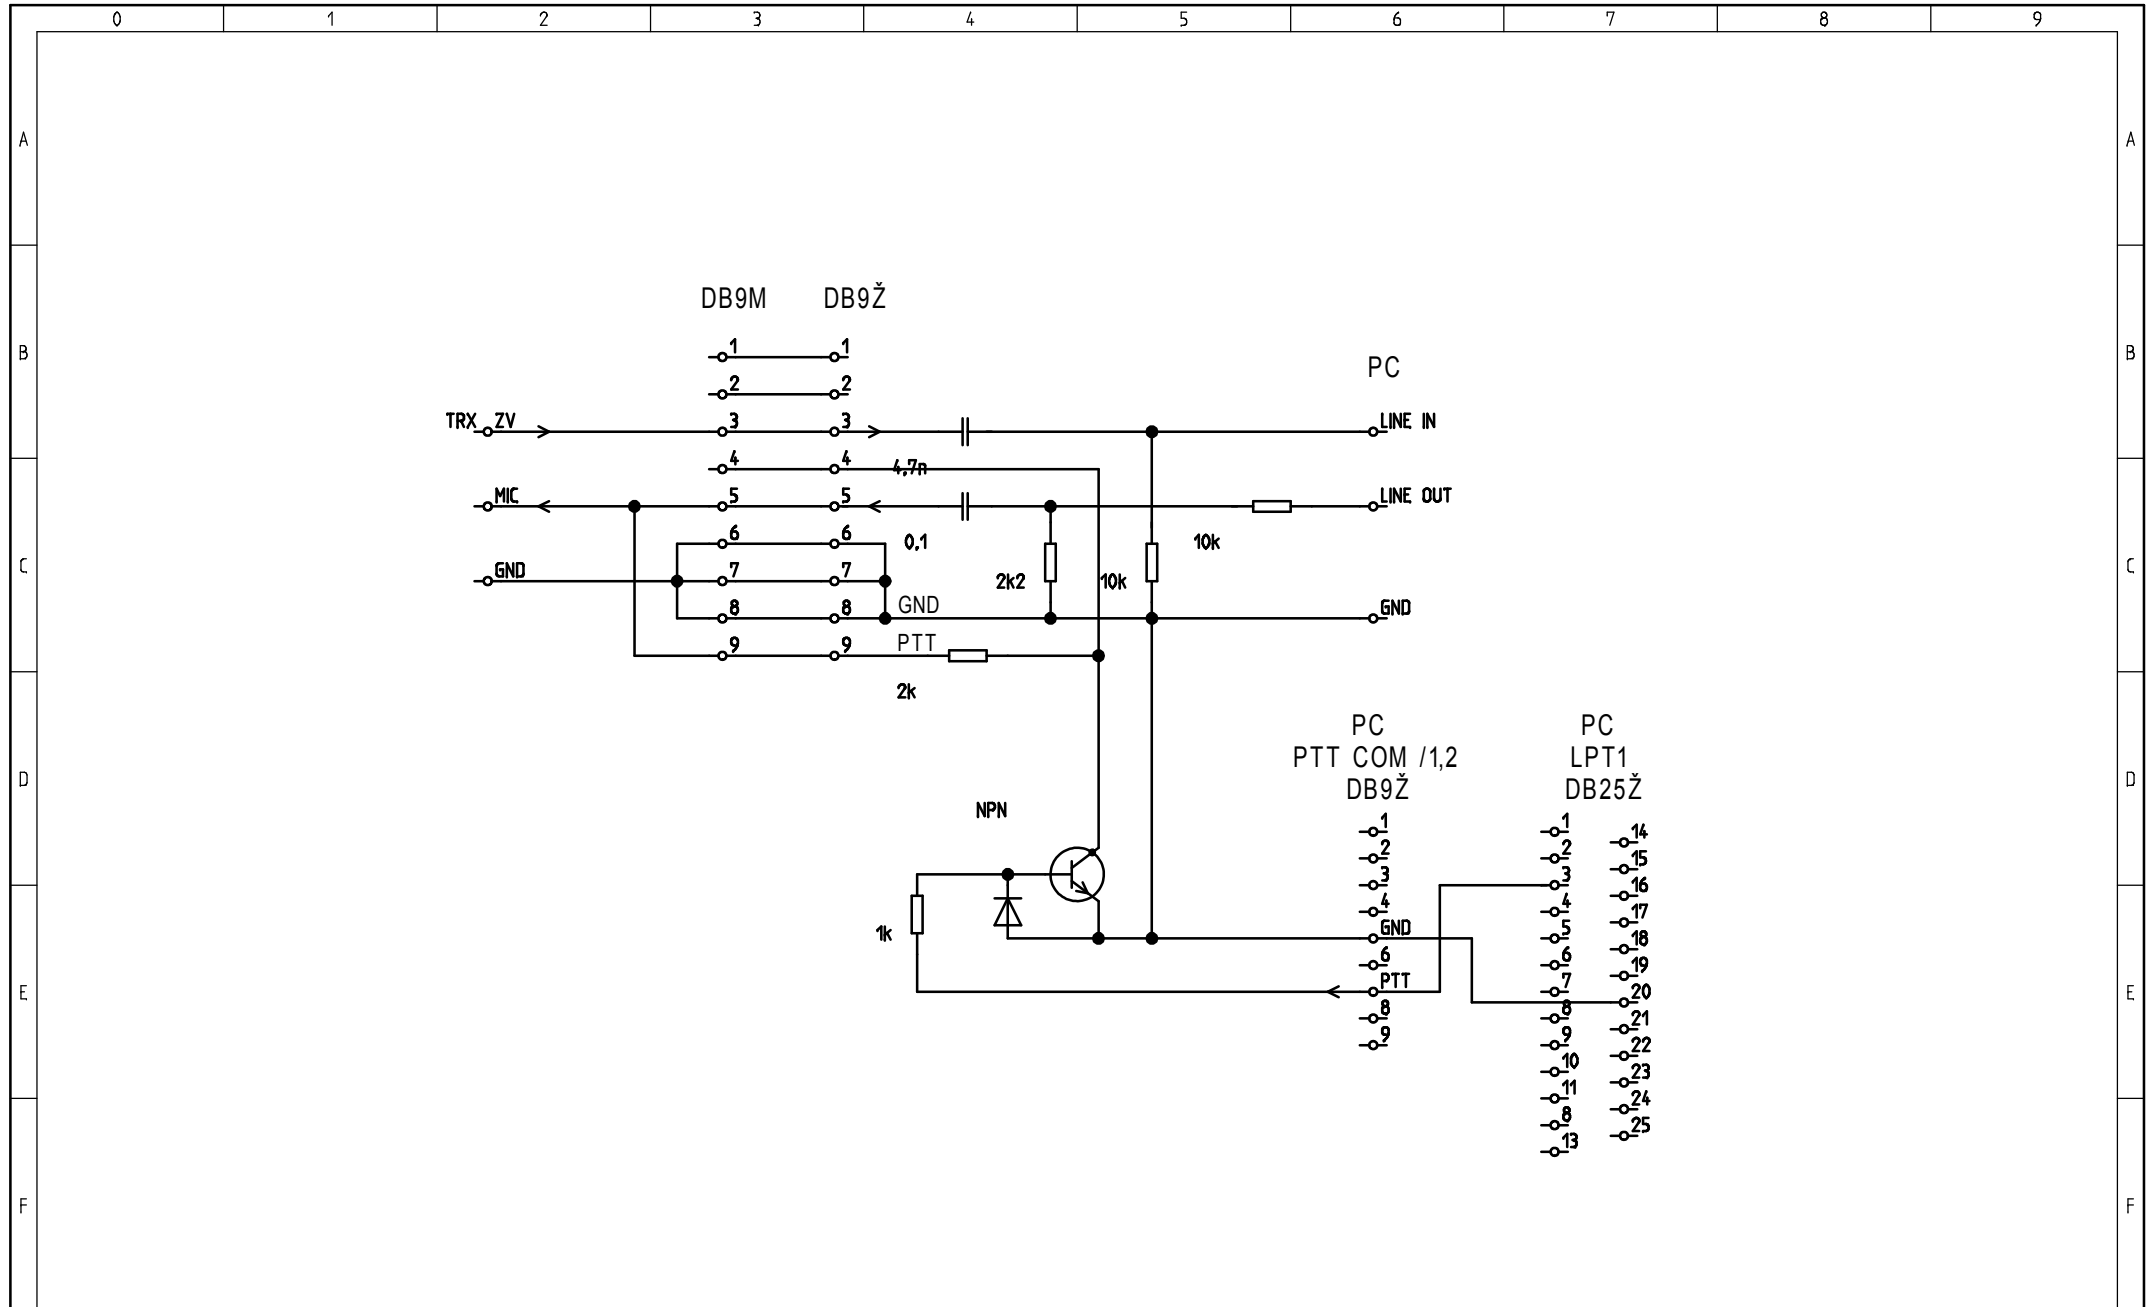 0 1 2 3 4 5 6 7 8 9
A A
B B
C C
D D
E E
F F
DB9M DB9Ž
1 1
2 2
TRX ZV 3 3 LINE IN
PC
4 4 4,7n
MIC 5 5 LINE OUT
6 6 0,1 10k
GND 7 7 2k2 10k
8 8 GND GND
9 9 PTT
2k
PC
PTT COM /1,2
DB9Ž
PC
LPT1
DB25Ž
NPN
1k
1
2
3
4
GND
6
PTT
8
9
1
2
3
4
5
6
7
8
9
10
11
8
13
14
15
16
17
18
19
20
21
22
23
24
25